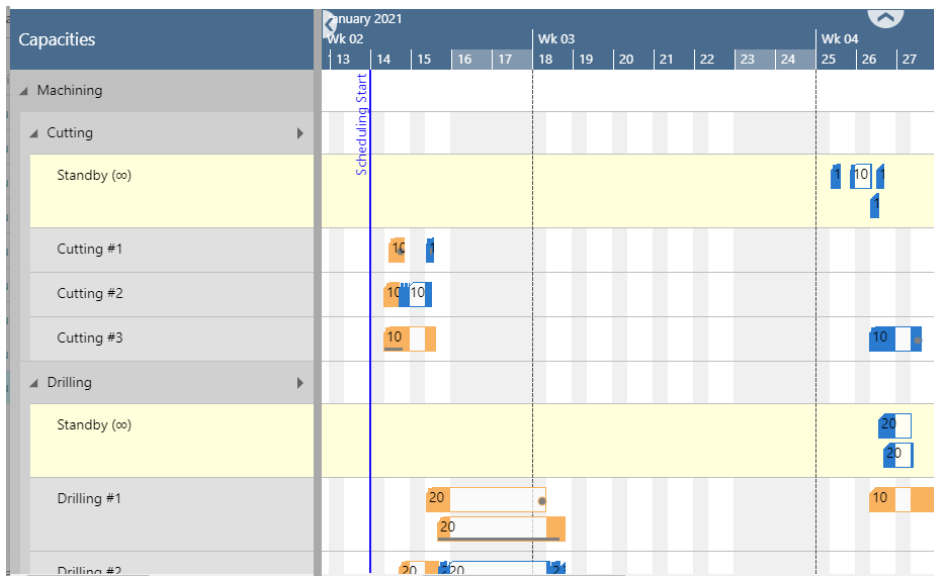 January 2021
Capacities
Wk 02 Wk 03 Wk 04
13 14 15 16 17 18 19 20 21 22 23 24 25 26 27
Machining
Scheduling Start
Cutting
Standby (∞)
1 10 1
1
Cutting #1
10 1
Cutting #2
10 10
Cutting #3
10 10
Drilling
Standby (∞)
20
20
Drilling #1
20 10
20
Drilling #2
20 20